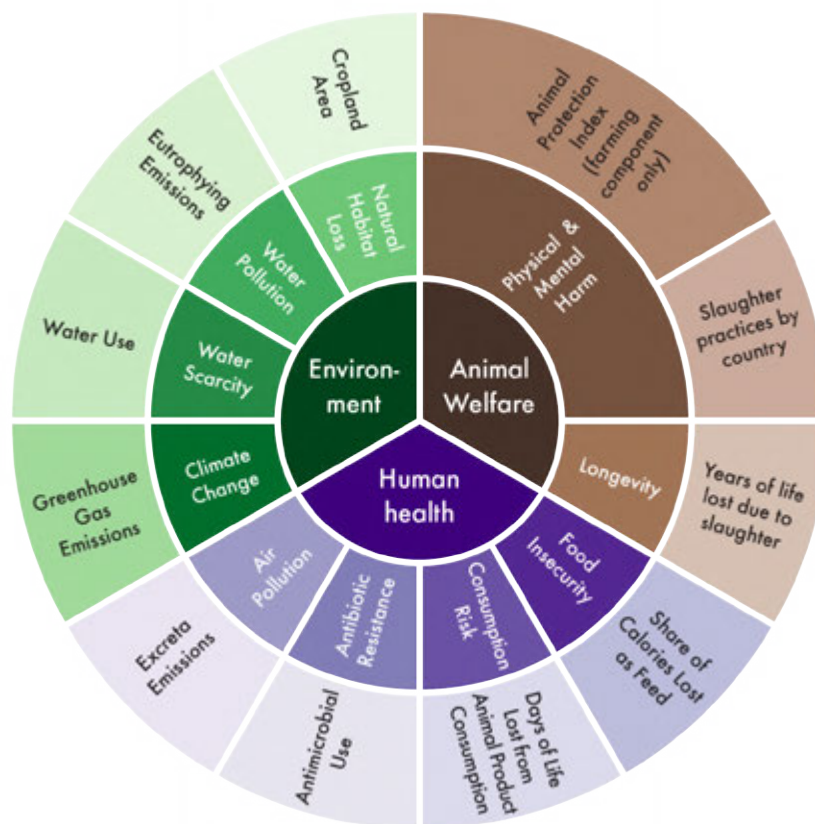 Environ-
ment
Animal
Welfare
Human
health
Natural
Habitat
Loss
Water
Pollution
Water
Scarcity
Climate
Change
Physical &
Mental
Harm
Longevity
Food
Insecurity
Consumption
Risk
Antibiotic
Resistance
Air
Pollution
Cropland
Area
Eutrophying
Emissions
Water Use
Greenhouse
Gas
Emissions
Animal
Protection
Index
(farming
component
only)
Slaughter
practices by
country
Years of life
lost due to
slaughter
Share of
Calories Lost
as Feed
Days of Life
Lost from
Animal Product
Consumption
Antimicrobial
Use
Excreta
Emissions